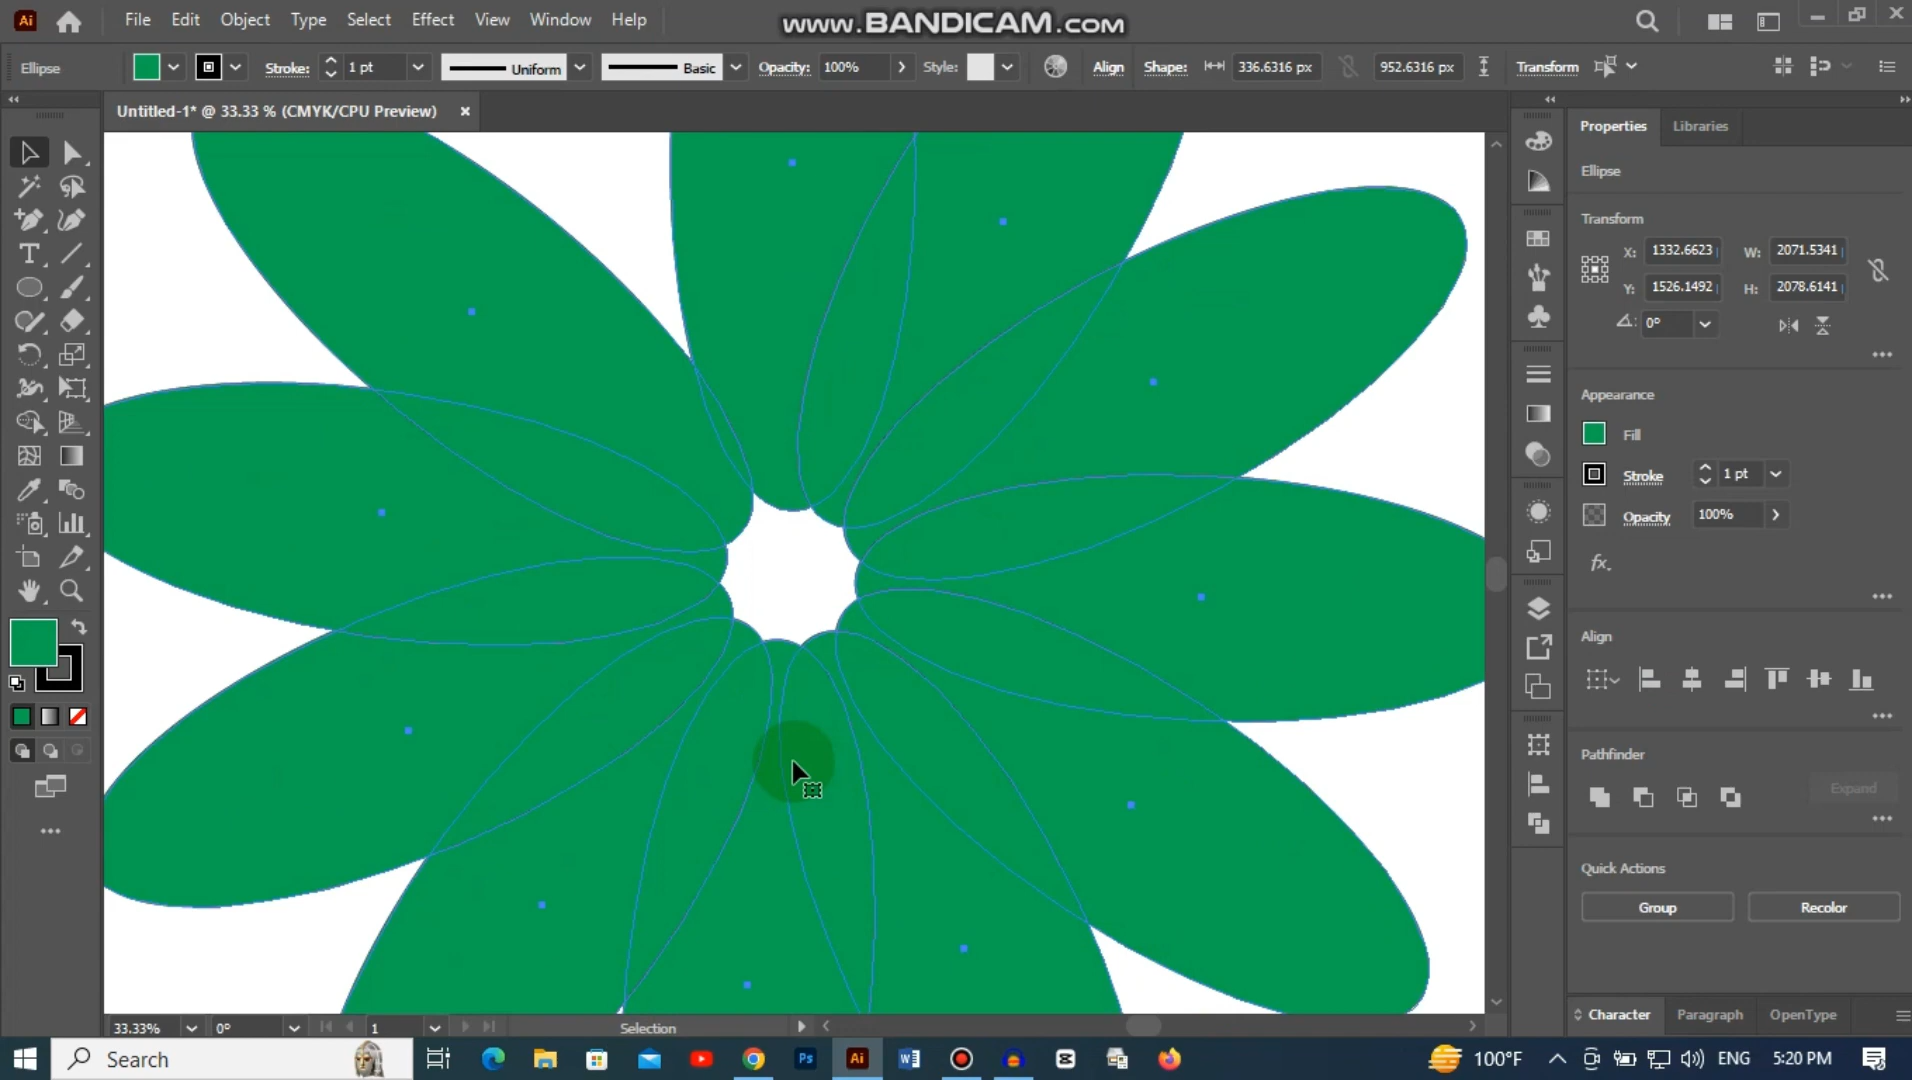 Ai File Edit Object Type Select Effect View Window Help www.BANDICAM.com
Ellipse Stroke: 1 pt Uniform Basic Opacity: 100% Style: Align Shape: 336.6316 px 952.6316 px Transform
Untitled-1* @ 33.33 % (CMYK/CPU Preview) ×
Properties Libraries
Ellipse
Transform
X: 1332.6623 W: 2071.5341
Y: 1526.1492 H: 2078.6141
0°
Appearance
Fill
Stroke 1 pt
Opacity 100%
fx.
Align
Pathfinder
Expand
Quick Actions
Group Recolor
Character Paragraph OpenType
33.33% 0° 1 Selection
Search Ps Ai 100°F ENG 5:20 PM